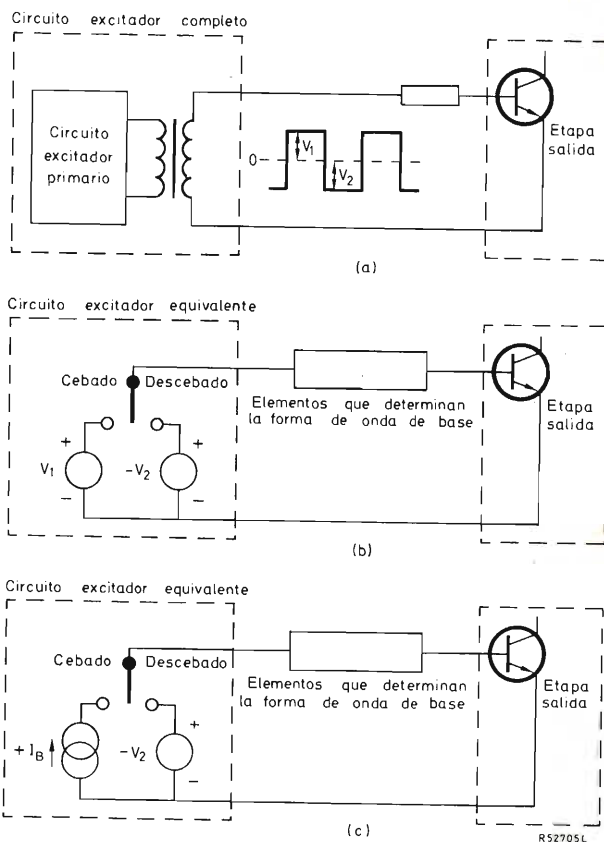 Circuito excitador completo
Circuito
excitador
primario
0
V1
V2
Etapa
salida
(a)
Circuito excitador equivalente
Cebado
Descebado
Elementos que determinan
la forma de onda de base
Etapa
salida
+
+
V1
-V2
-
-
(b)
Circuito excitador equivalente
Cebado
Descebado
Elementos que determinan
la forma de onda de base
Etapa
salida
+ IB
+
-V2
-
(c)
R52705L